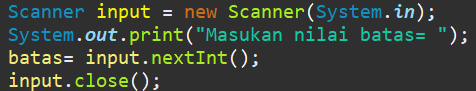 Scanner input = new Scanner(System.in);
System.out.print("Masukan nilai batas= ");
batas= input.nextInt();
input.close();